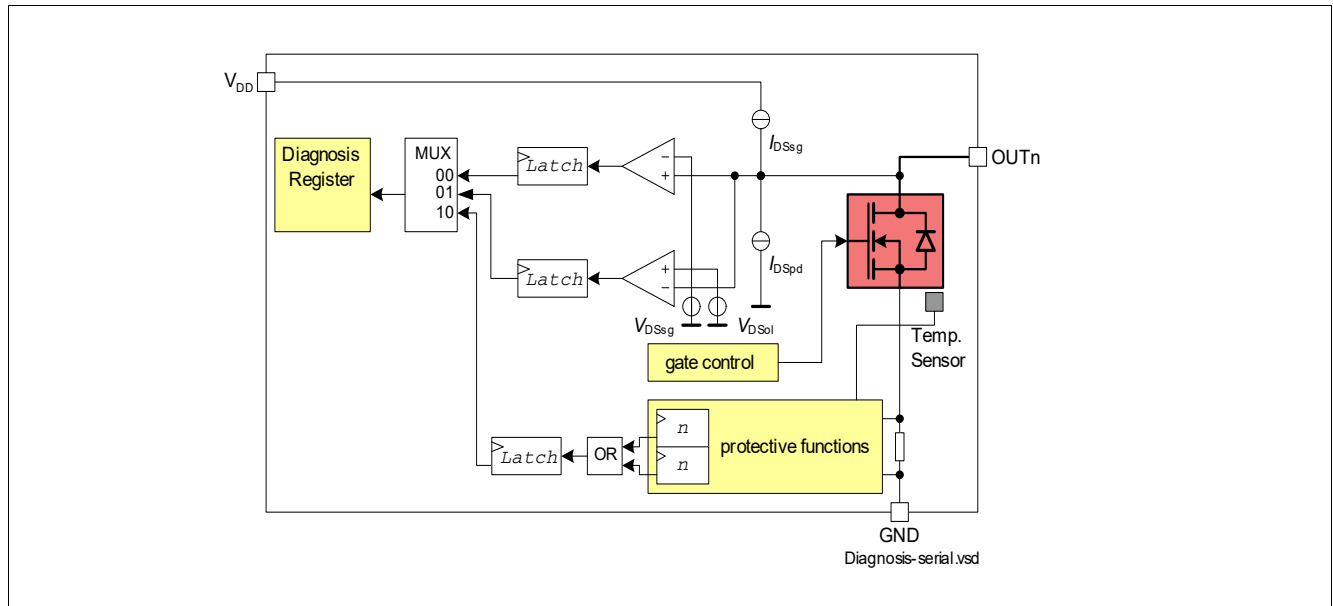 VDD
IDSsg
Diagnosis
Register
MUX
00
01
10
Latch
−
+
OUTn
Latch
+
−
IDSpd
VDSsg
VDSol
Temp.
Sensor
gate control
n
n
protective functions
OR
Latch
GND
Diagnosis-serial.vsd